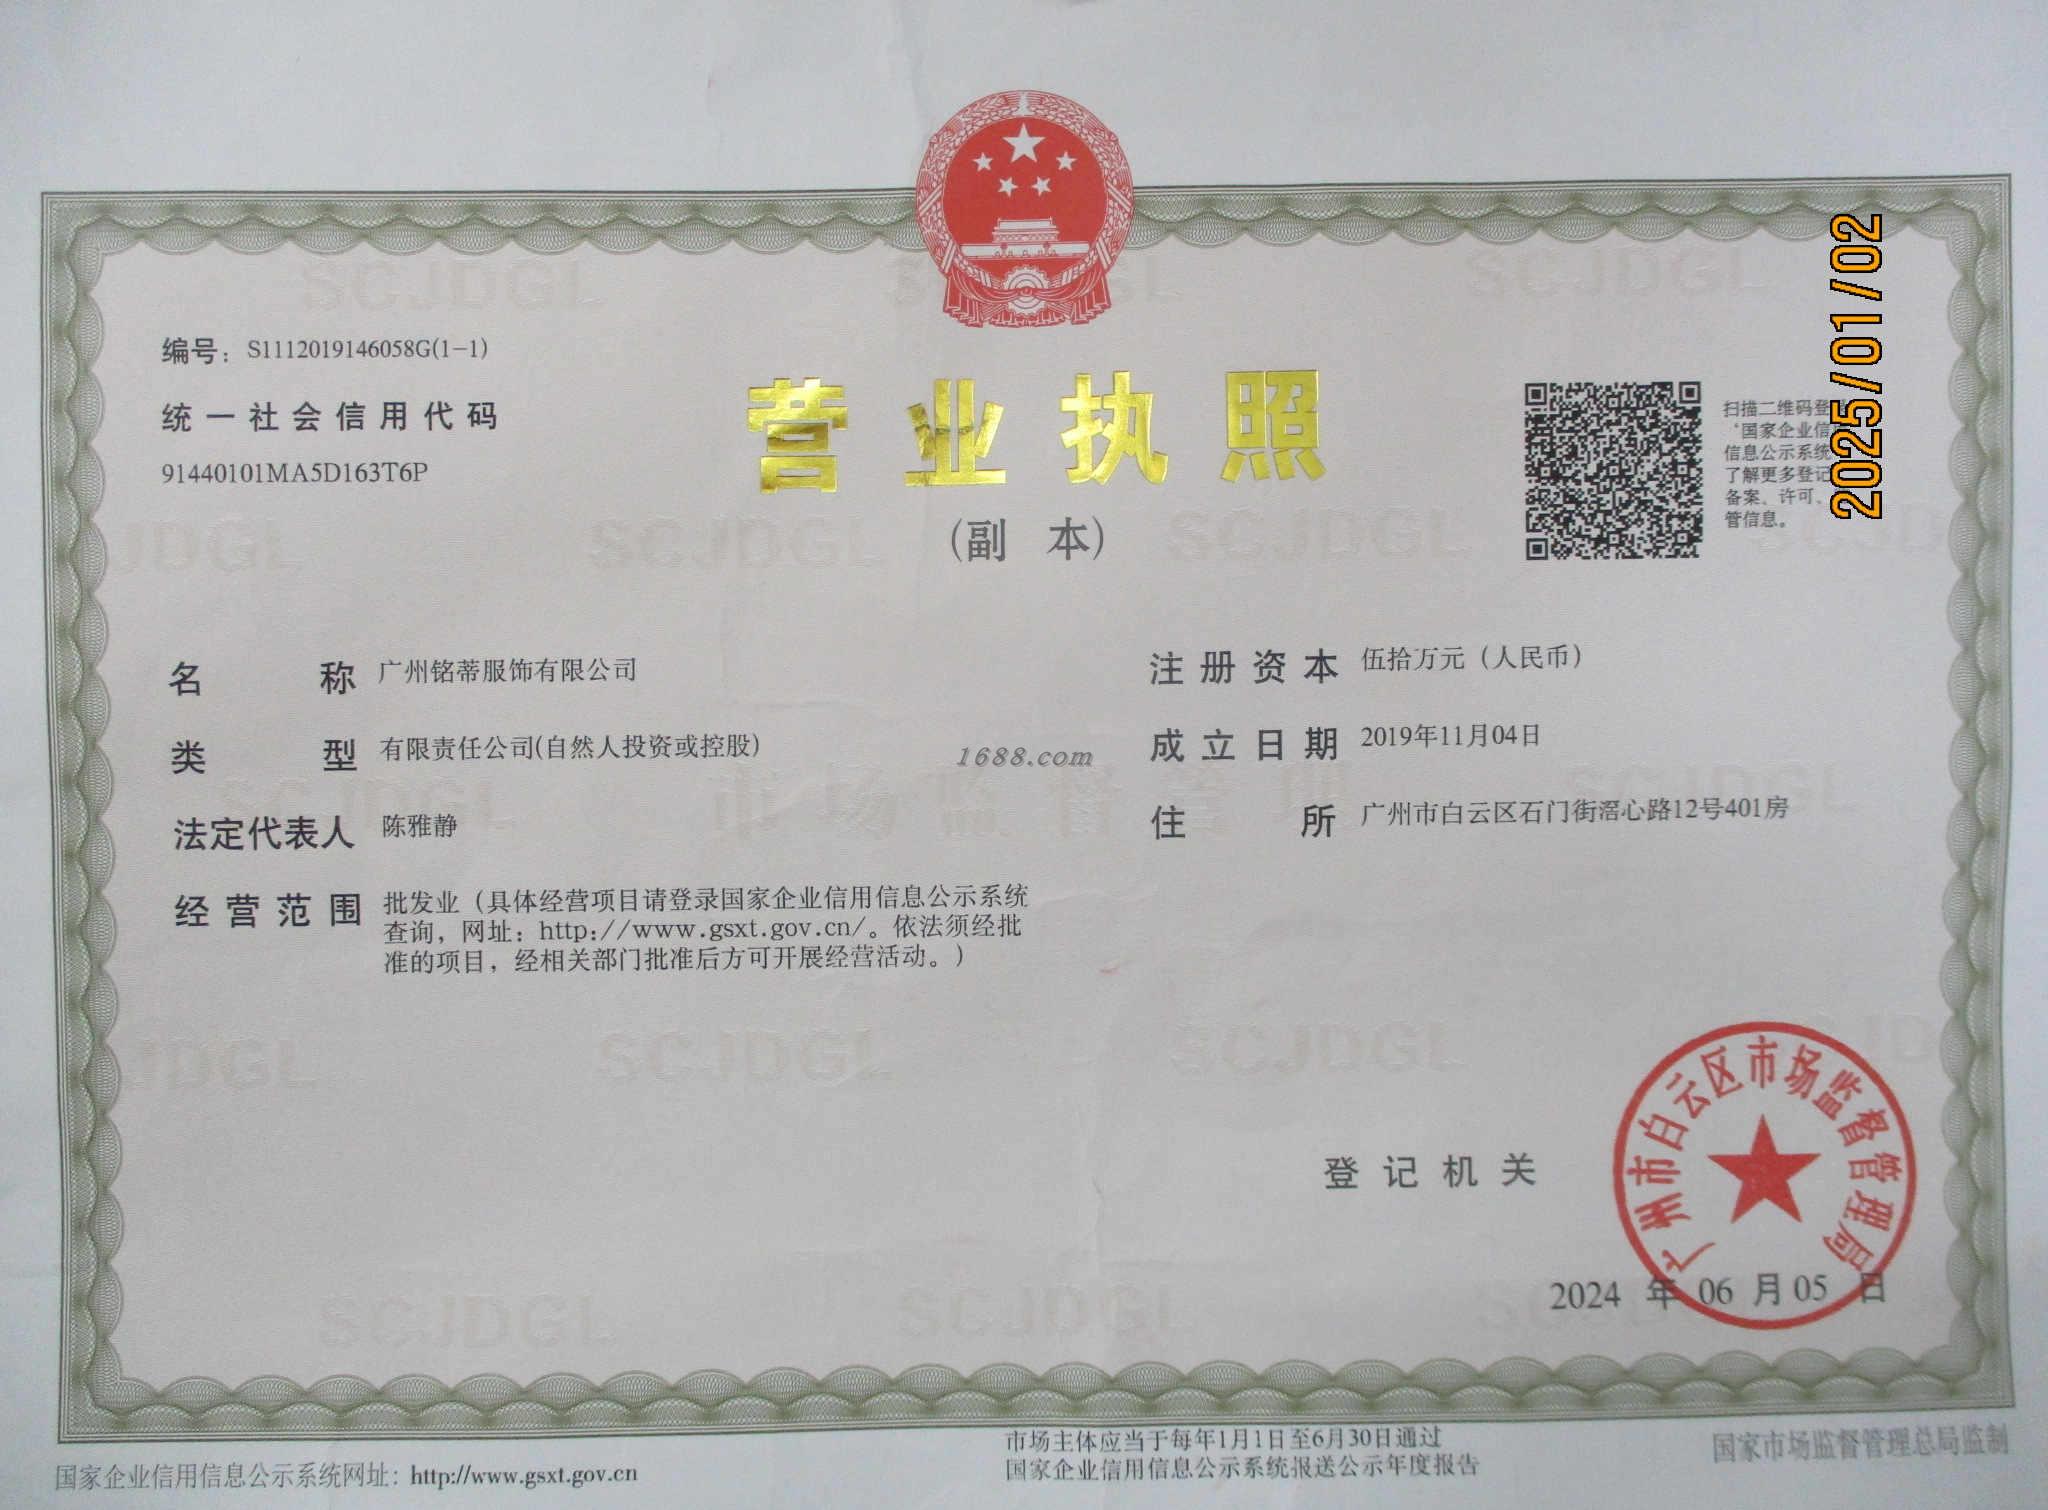 编号：S1112019146058G(1-1)
统一社会信用代码
91440101MA5D163T6P
营业执照
(副 本)
扫描二维码登
‘国家企业信
信息公示系统
了解更多登记
备案、许可、
管信息。
2025/01/02
名 称 广州铭蒂服饰有限公司
类 型 有限责任公司(自然人投资或控股)
法定代表人 陈雅静
经营范围 批发业（具体经营项目请登录国家企业信用信息公示系统
查询，网址：http://www.gsxt.gov.cn/。依法须经批
准的项目，经相关部门批准后方可开展经营活动。）
注册资本 伍拾万元（人民币）
成立日期 2019年11月04日
住 所 广州市白云区石门街滘心路12号401房
1688.com
市场监督管理
SCJDGL
登记机关
广州市白云区市场监督管理局
2024 年 06 月 05 日
国家企业信用信息公示系统网址：http://www.gsxt.gov.cn
市场主体应当于每年1月1日至6月30日通过
国家企业信用信息公示系统报送公示年度报告
国家市场监督管理总局监制